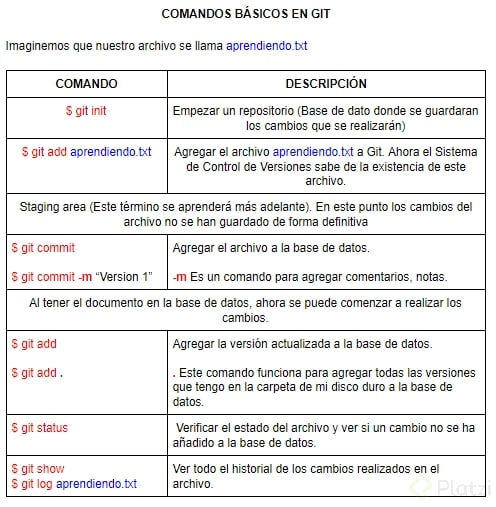 COMANDOS BÁSICOS EN GIT
Imaginemos que nuestro archivo se llama aprendiendo.txt
COMANDO DESCRIPCIÓN
$ git init Empezar un repositorio (Base de dato donde se guardaran
los cambios que se realizarán)
$ git add aprendiendo.txt Agregar el archivo aprendiendo.txt a Git. Ahora el Sistema
de Control de Versiones sabe de la existencia de este
archivo.
Staging area (Este término se aprenderá más adelante). En este punto los cambios del
archivo no se han guardado de forma definitiva
$ git commit Agregar el archivo a la base de datos.
$ git commit -m “Version 1” -m Es un comando para agregar comentarios, notas.
Al tener el documento en la base de datos, ahora se puede comenzar a realizar los
cambios.
$ git add Agregar la versión actualizada a la base de datos.
$ git add . . Este comando funciona para agregar todas las versiones
que tengo en la carpeta de mi disco duro a la base de
datos.
$ git status Verificar el estado del archivo y ver si un cambio no se ha
añadido a la base de datos.
$ git show Ver todo el historial de los cambios realizados en el
$ git log aprendiendo.txt archivo.
Platzi